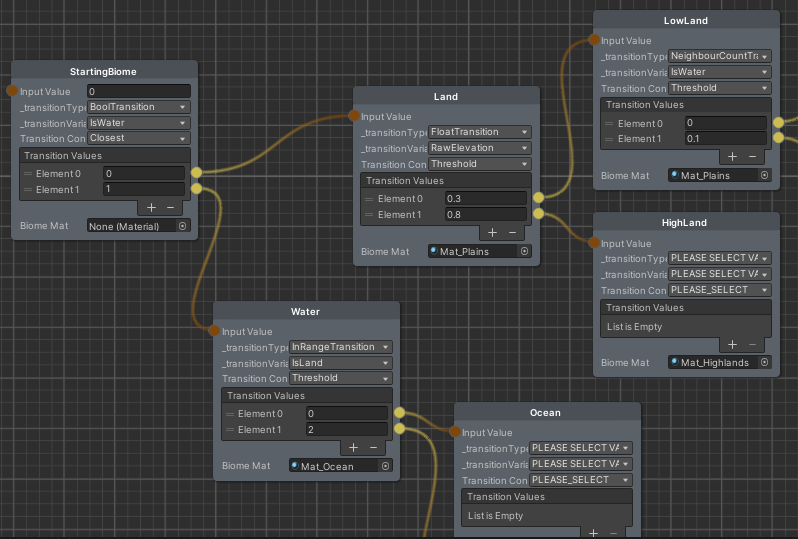 StartingBiome
Input Value 0
_transitionType BoolTransition
_transitionVaria IsWater
Transition Con Closest
Transition Values
Element 0 0
Element 1 1
+ −
Biome Mat None (Material)
Land
Input Value
_transitionType FloatTransition
_transitionVaria RawElevation
Transition Con Threshold
Transition Values
Element 0 0.3
Element 1 0.8
+ −
Biome Mat Mat_Plains
LowLand
Input Value
_transitionType NeighbourCountTra
_transitionVaria IsWater
Transition Con Threshold
Transition Values
Element 0 0
Element 1 0.1
+ −
Biome Mat Mat_Plains
HighLand
Input Value
_transitionType PLEASE SELECT VA
_transitionVaria PLEASE SELECT VA
Transition Con PLEASE_SELECT
Transition Values
List is Empty
+ −
Biome Mat Mat_Highlands
Water
Input Value
_transitionType InRangeTransition
_transitionVaria IsLand
Transition Con Threshold
Transition Values
Element 0 0
Element 1 2
+ −
Biome Mat Mat_Ocean
Ocean
Input Value
_transitionType PLEASE SELECT VA
_transitionVaria PLEASE SELECT VA
Transition Con PLEASE_SELECT
Transition Values
List is Empty
+ −